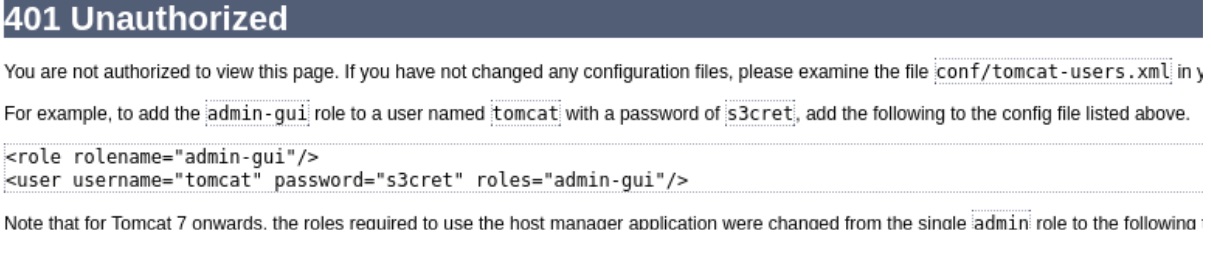 401 Unauthorized
You are not authorized to view this page. If you have not changed any configuration files, please examine the file conf/tomcat-users.xml in
For example, to add the admin-gui role to a user named tomcat with a password of s3cret, add the following to the config file listed above.
<role rolename="admin-gui"/>
<user username="tomcat" password="s3cret" roles="admin-gui"/>
Note that for Tomcat 7 onwards, the roles required to use the host manager application were changed from the single admin role to the following